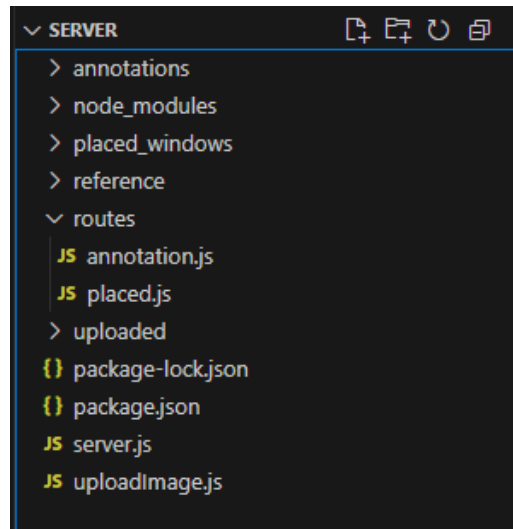 SERVER
annotations
node_modules
placed_windows
reference
routes
JS annotation.js
JS placed.js
uploaded
{} package-lock.json
{} package.json
JS server.js
JS uploadImage.js